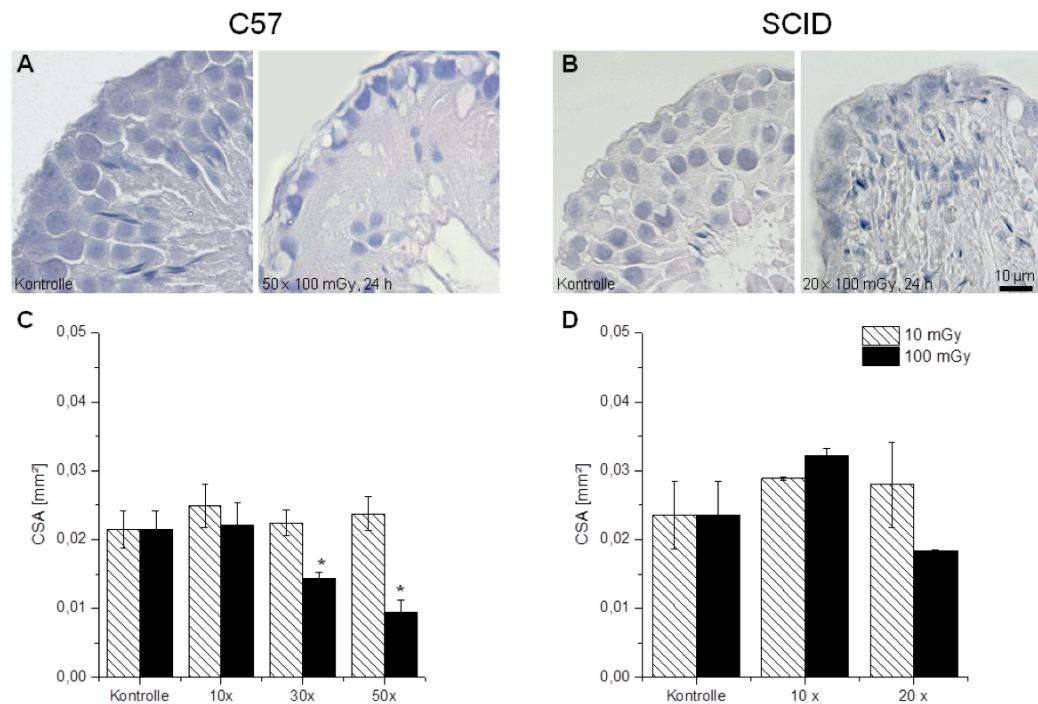 C57
SCID
A
Kontrolle
50 x 100 mGy, 24 h
B
Kontrolle
20 x 100 mGy, 24 h
10 µm
C
0,05
0,04
0,03
0,02
0,01
0,00
CSA [mm²]
*
*
Kontrolle
10x
30x
50x
D
10 mGy
100 mGy
0,05
0,04
0,03
0,02
0,01
0,00
CSA [mm²]
Kontrolle
10 x
20 x